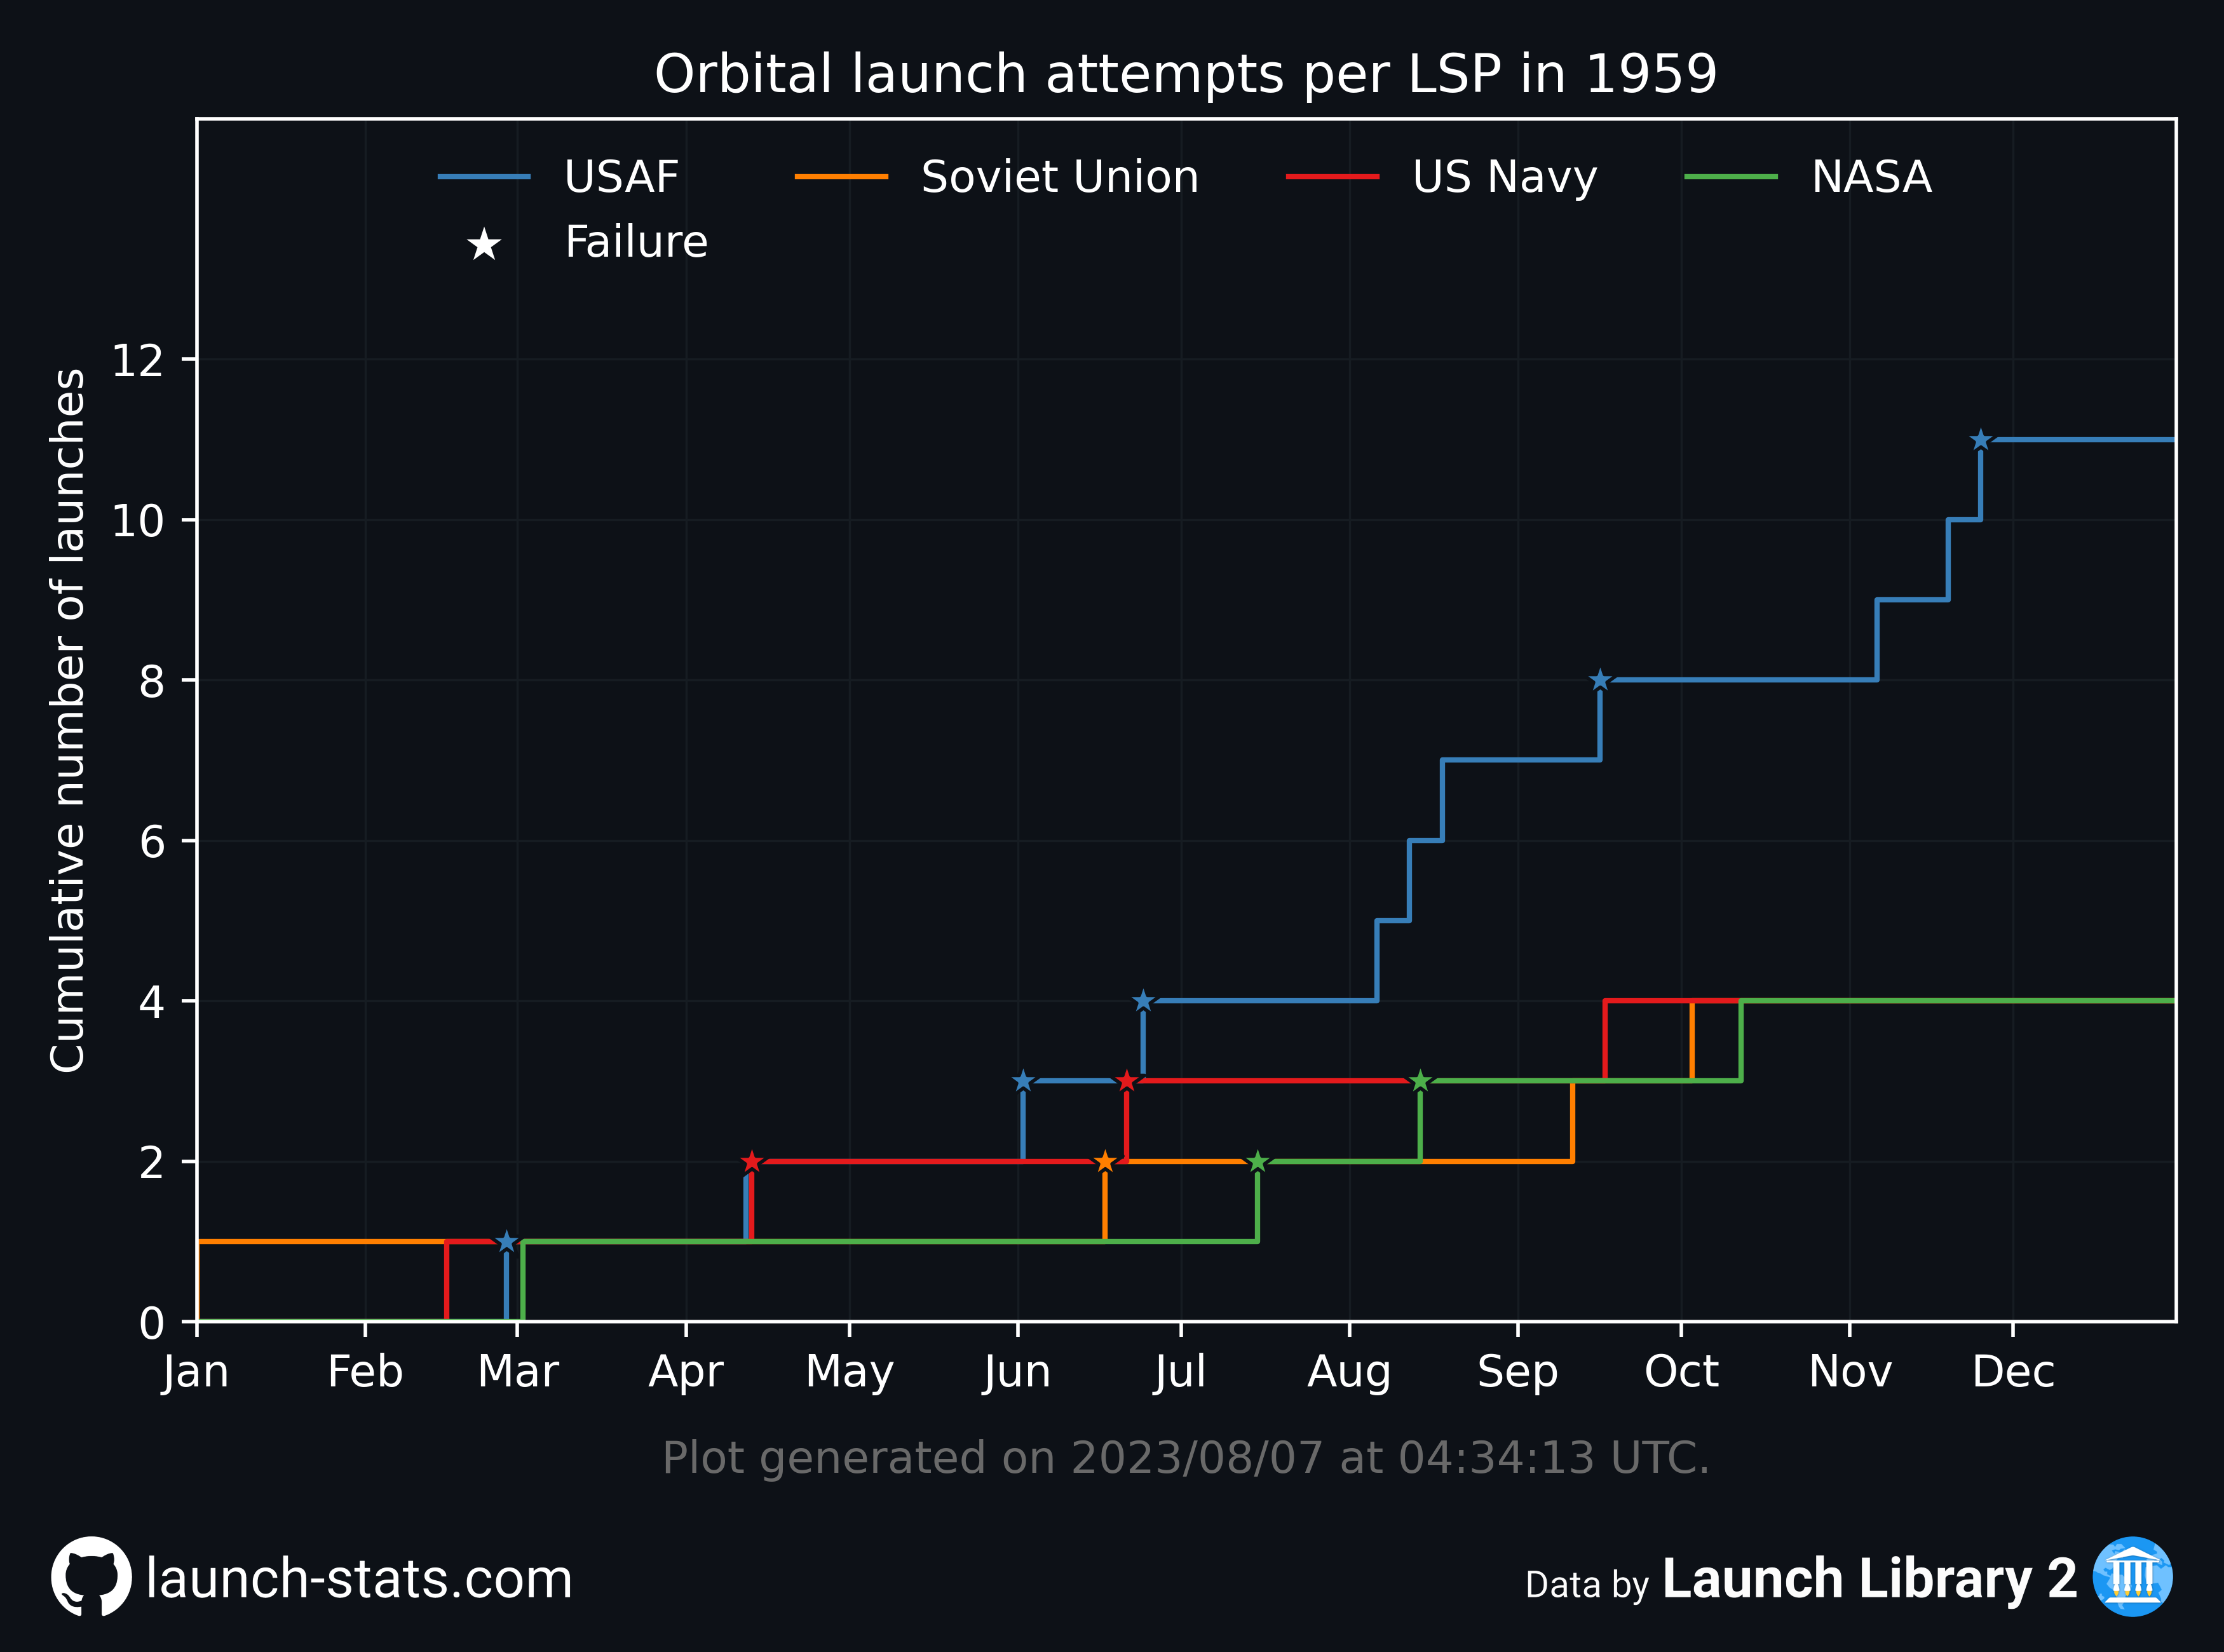 Orbital launch attempts per LSP in 1959
USAF Soviet Union US Navy NASA
Failure
Cumulative number of launches
12
10
8
6
4
2
0
Jan Feb Mar Apr May Jun Jul Aug Sep Oct Nov Dec
Plot generated on 2023/08/07 at 04:34:13 UTC.
launch-stats.com
Data by Launch Library 2